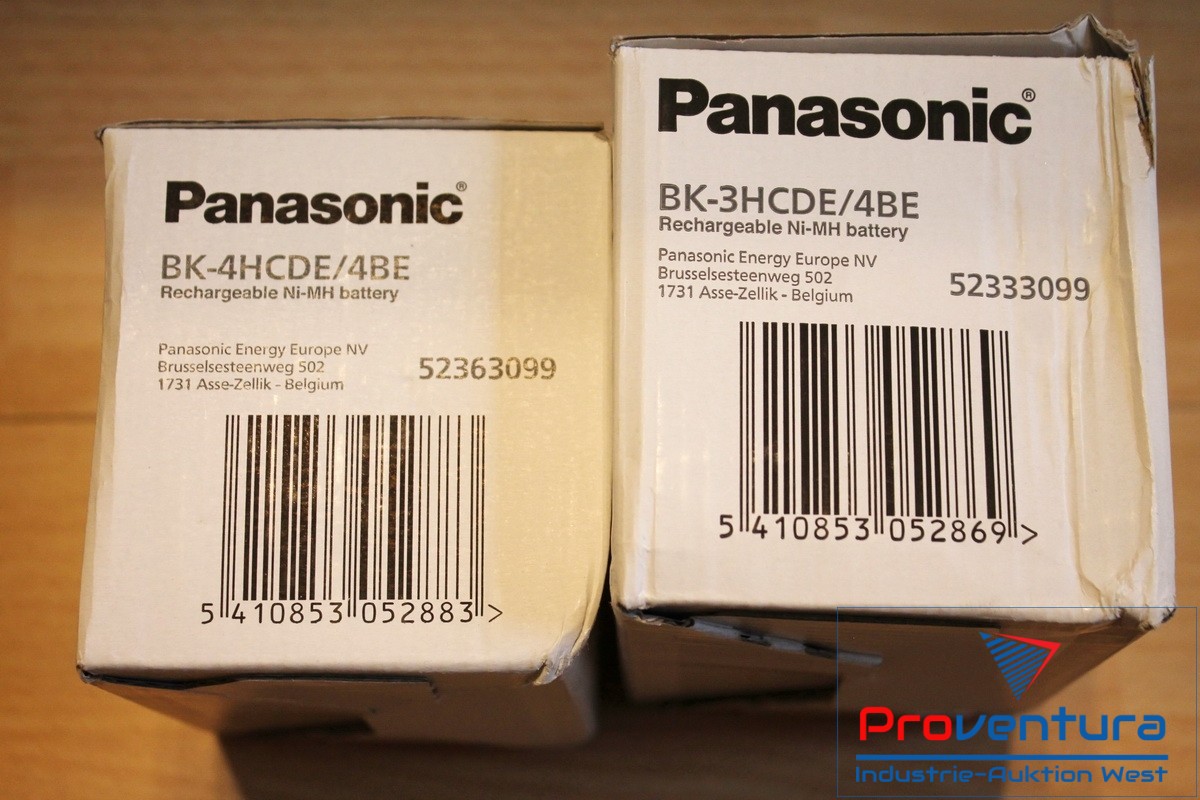 Panasonic®
BK-4HCDE/4BE
Rechargeable Ni-MH battery
Panasonic Energy Europe NV
Brusselsesteenweg 502
1731 Asse-Zellik - Belgium
52363099
5 410853 052883 >
Panasonic®
BK-3HCDE/4BE
Rechargeable Ni-MH battery
Panasonic Energy Europe NV
Brusselsesteenweg 502
1731 Asse-Zellik - Belgium
52333099
5 410853 052869 >
Proventura
Industrie-Auktion West